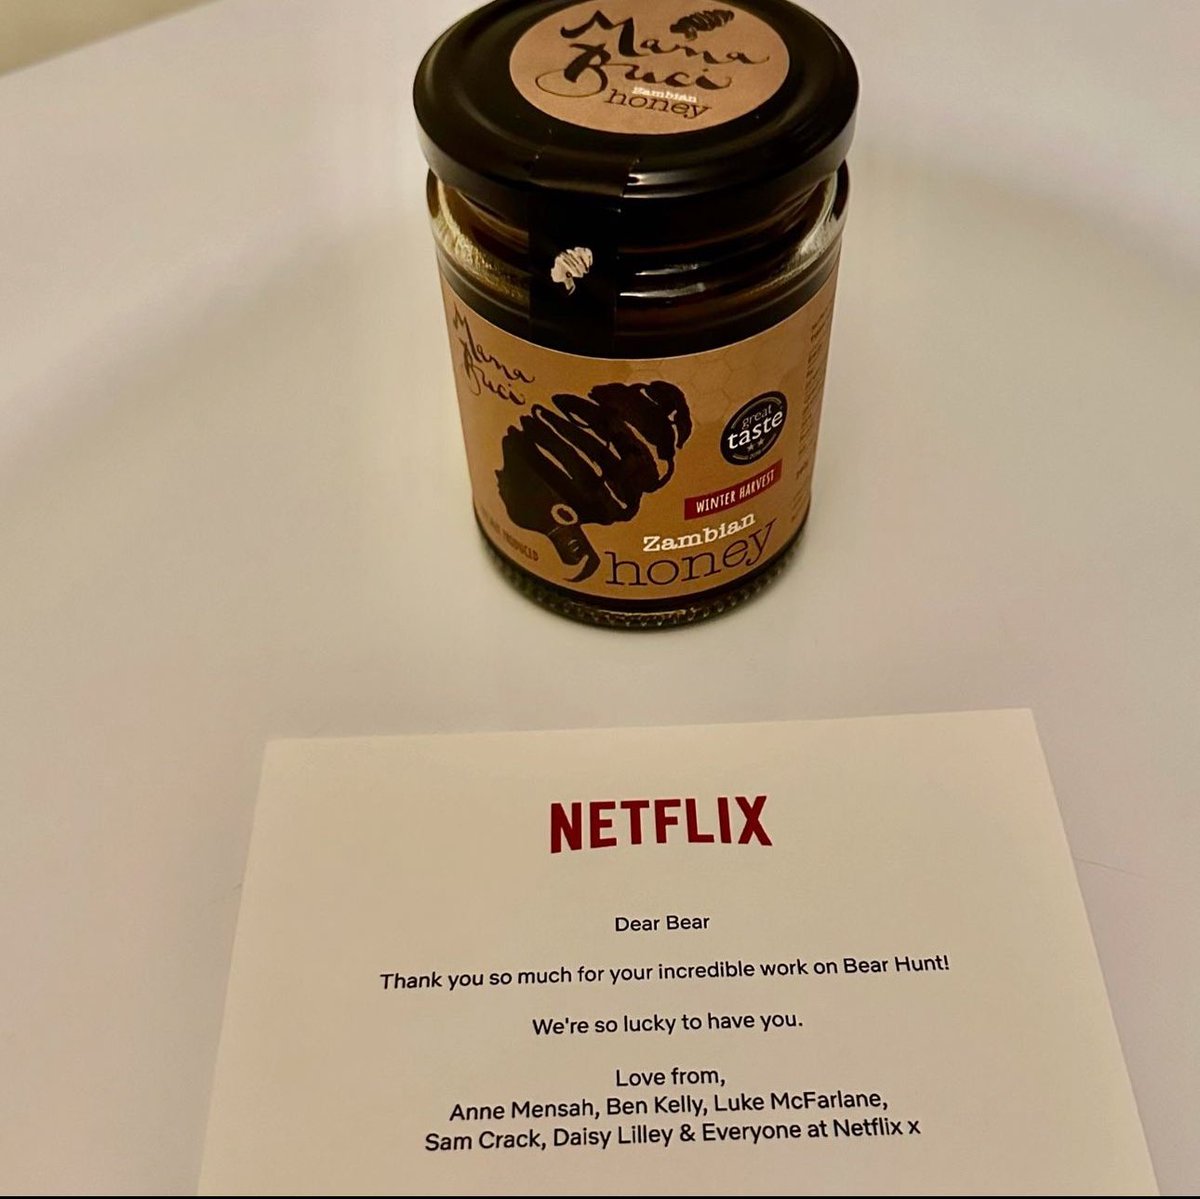 Mama
Buci
Zambian
honey
Mama
Buci
great
taste
WINTER HARVEST
Zambian
honey
PRODUCED
NETFLIX
Dear Bear
Thank you so much for your incredible work on Bear Hunt!
We're so lucky to have you.
Love from,
Anne Mensah, Ben Kelly, Luke McFarlane,
Sam Crack, Daisy Lilley & Everyone at Netflix x